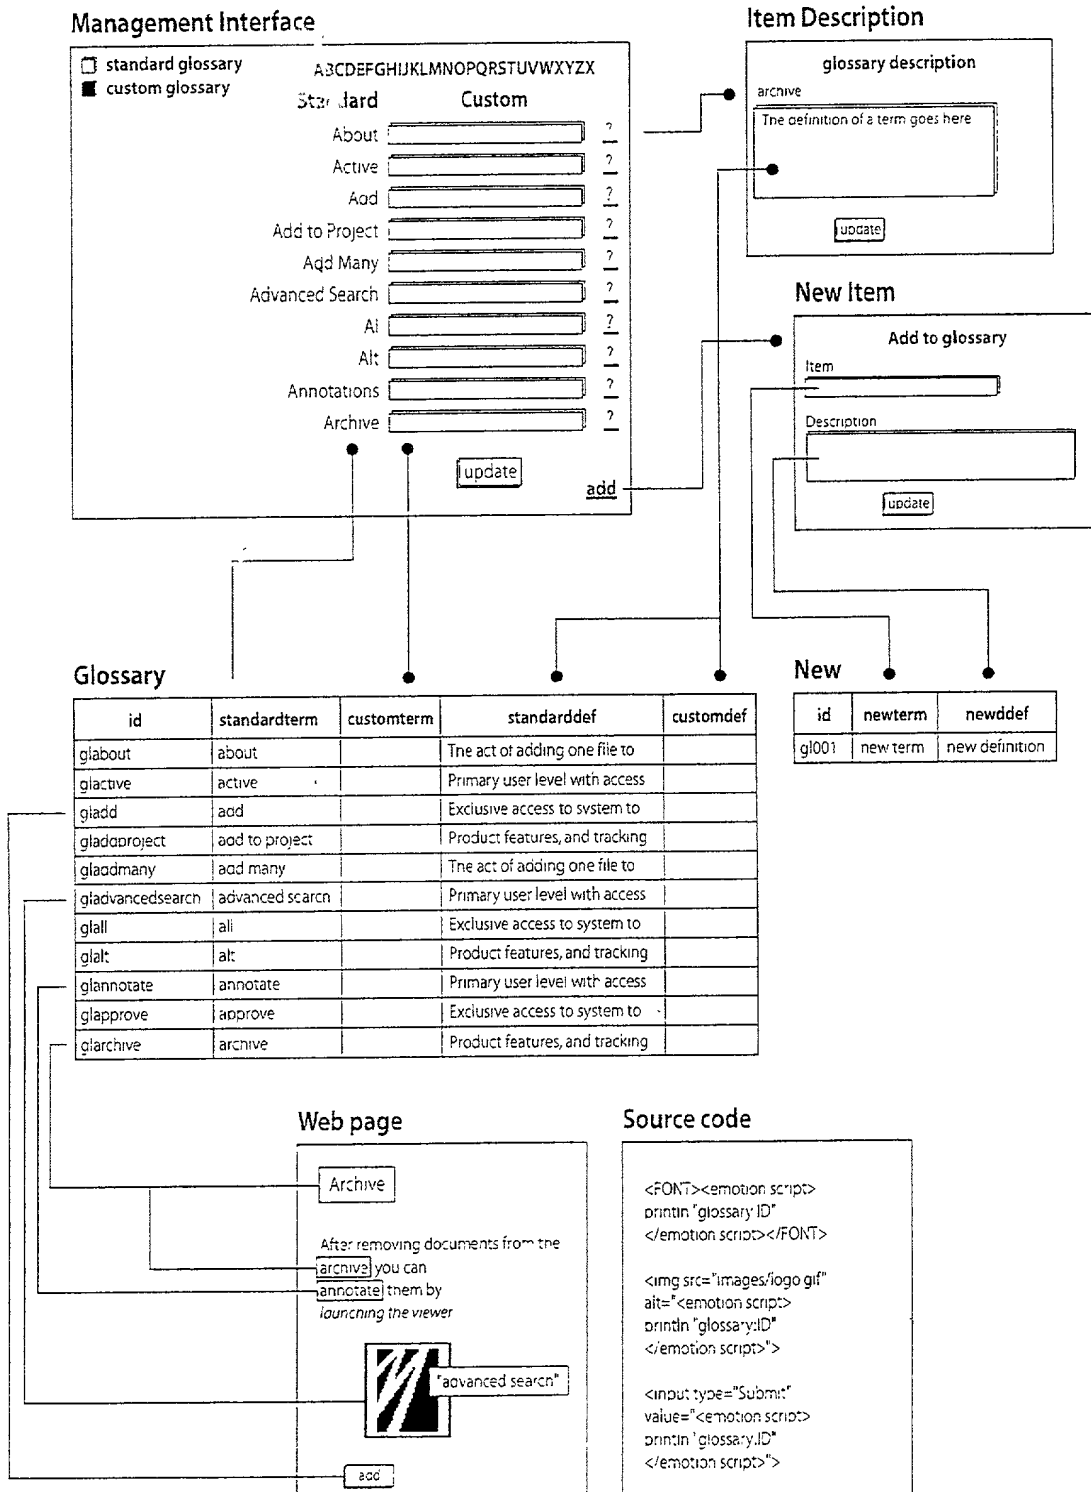 Management Interface
standard glossary
custom glossary
ABCDEFGHIJKLMNOPQRSTUVWXYZX
Standard Custom
About ?
Active ?
Add ?
Add to Project ?
Add Many ?
Advanced Search ?
Al ?
Alt ?
Annotations ?
Archive ?
update
add
Item Description
glossary description
archive
The definition of a term goes here
update
New Item
Add to glossary
Item
Description
update
Glossary
id standardterm customterm standarddef customdef
glabout about The act of adding one file to
glactive active Primary user level with access
gladd add Exclusive access to system to
gladdproject add to project Product features, and tracking
gladdmany add many The act of adding one file to
gladvancedsearch advanced search Primary user level with access
glall all Exclusive access to system to
glalt alt Product features, and tracking
glannotate annotate Primary user level with access
glapprove approve Exclusive access to system to
glarchive archive Product features, and tracking
New
id newterm newddef
gl001 new term new definition
Web page
Archive
After removing documents from the
archive you can
annotate them by
launching the viewer
"advanced search"
add
Source code
<FONT><emotion script>
println "glossary:ID"
</emotion script></FONT>
<img src="images/logo gif"
alt="<emotion script>
println "glossary:ID"
</emotion script>">
<input type="Submit"
value="<emotion script>
println "glossary.ID"
</emotion script>">